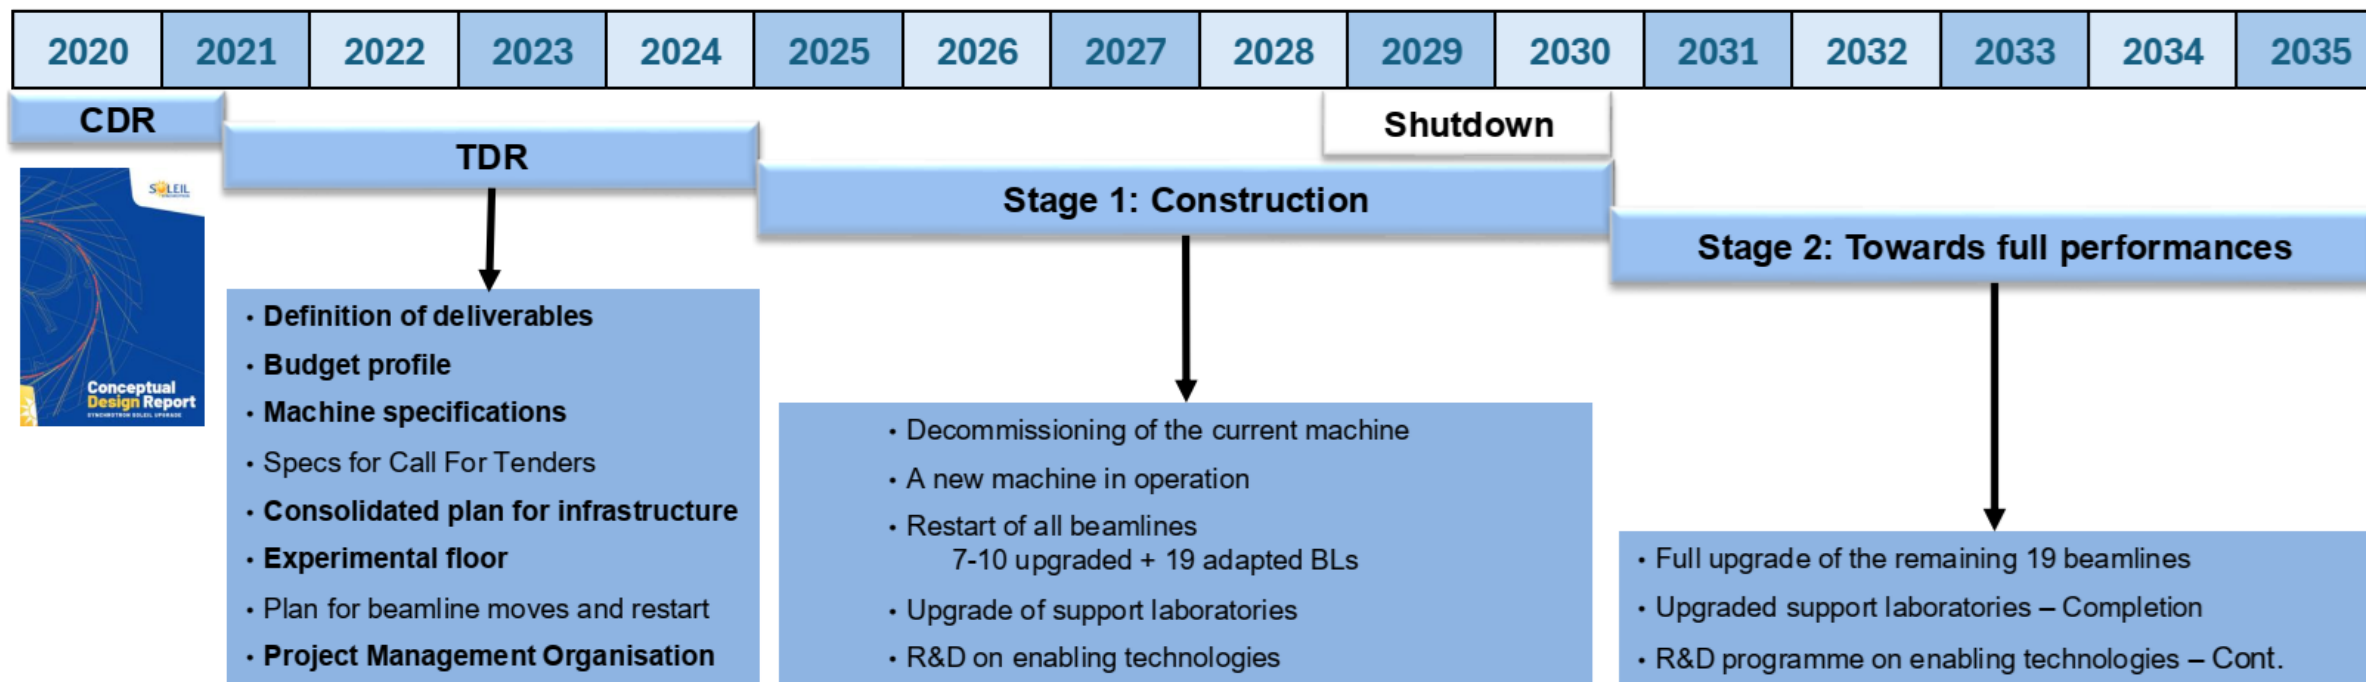 2020 2021 2022 2023 2024 2025 2026 2027 2028 2029 2030 2031 2032 2033 2034 2035
CDR
Shutdown
TDR
Stage 1: Construction
Stage 2: Towards full performances
SOLEIL
SYNCHROTRON
Conceptual
Design Report
SYNCHROTRON SOLEIL UPGRADE
· Definition of deliverables
· Budget profile
· Machine specifications
· Specs for Call For Tenders
· Consolidated plan for infrastructure
· Experimental floor
· Plan for beamline moves and restart
· Project Management Organisation
· Decommissioning of the current machine
· A new machine in operation
· Restart of all beamlines
7-10 upgraded + 19 adapted BLs
· Upgrade of support laboratories
· R&D on enabling technologies
· Full upgrade of the remaining 19 beamlines
· Upgraded support laboratories – Completion
· R&D programme on enabling technologies – Cont.